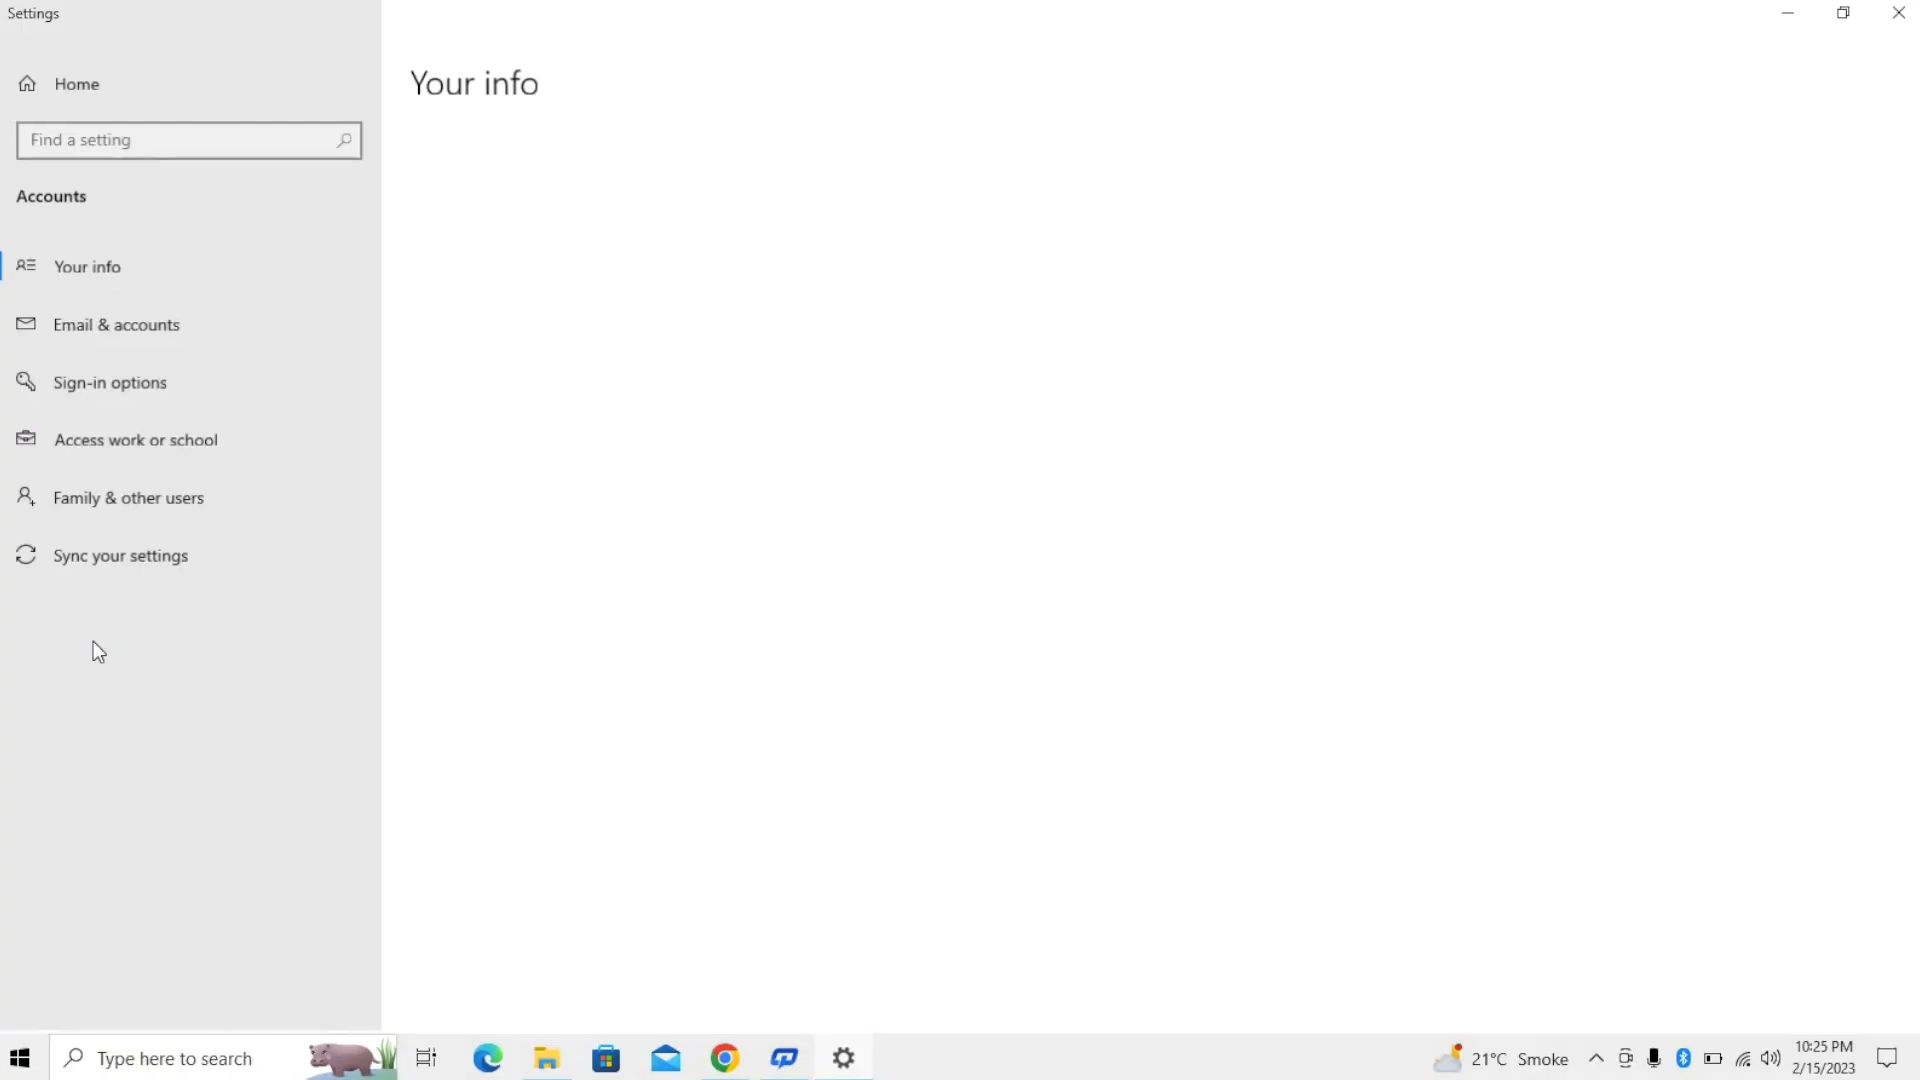 Settings
Home
Find a setting
Accounts
Your info
Email & accounts
Sign-in options
Access work or school
Family & other users
Sync your settings
Your info
Type here to search
21°C Smoke
10:25 PM
2/15/2023